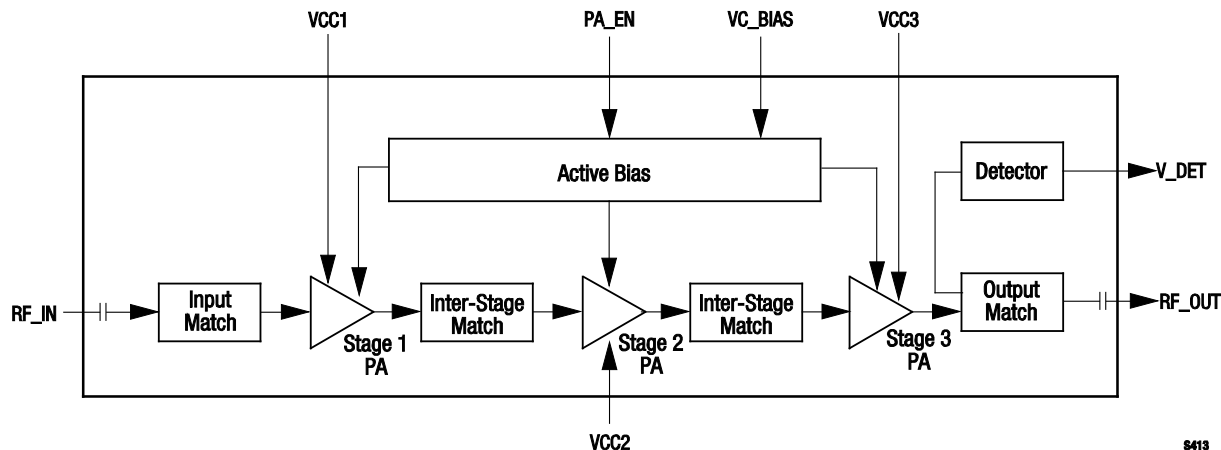 VCC1
PA_EN
VC_BIAS
VCC3
Active Bias
Detector
V_DET
RF_IN
Input
Match
Stage 1
PA
Inter-Stage
Match
Stage 2
PA
Inter-Stage
Match
Stage 3
PA
Output
Match
RF_OUT
VCC2
S413